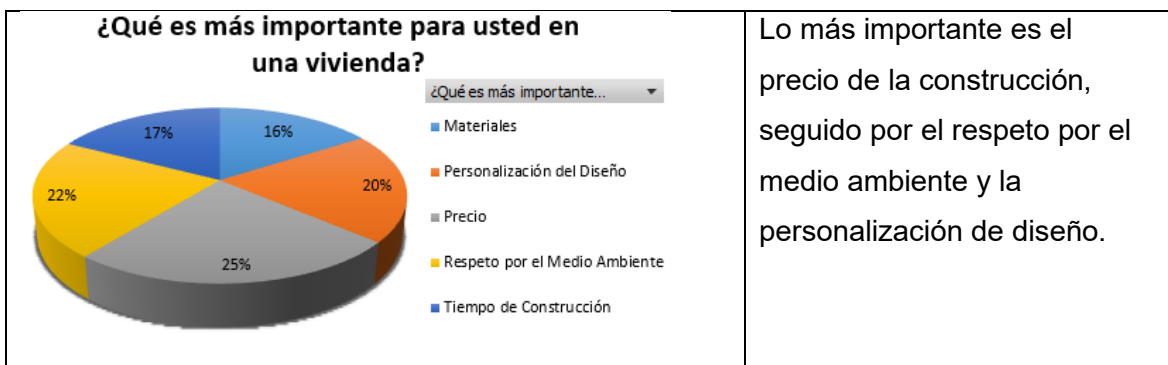 ¿Qué es más importante para usted en
una vivienda?
¿Qué es más importante...
Materiales
Personalización del Diseño
Precio
Respeto por el Medio Ambiente
Tiempo de Construcción
17%
16%
22%
20%
25%
Lo más importante es el
precio de la construcción,
seguido por el respeto por el
medio ambiente y la
personalización de diseño.